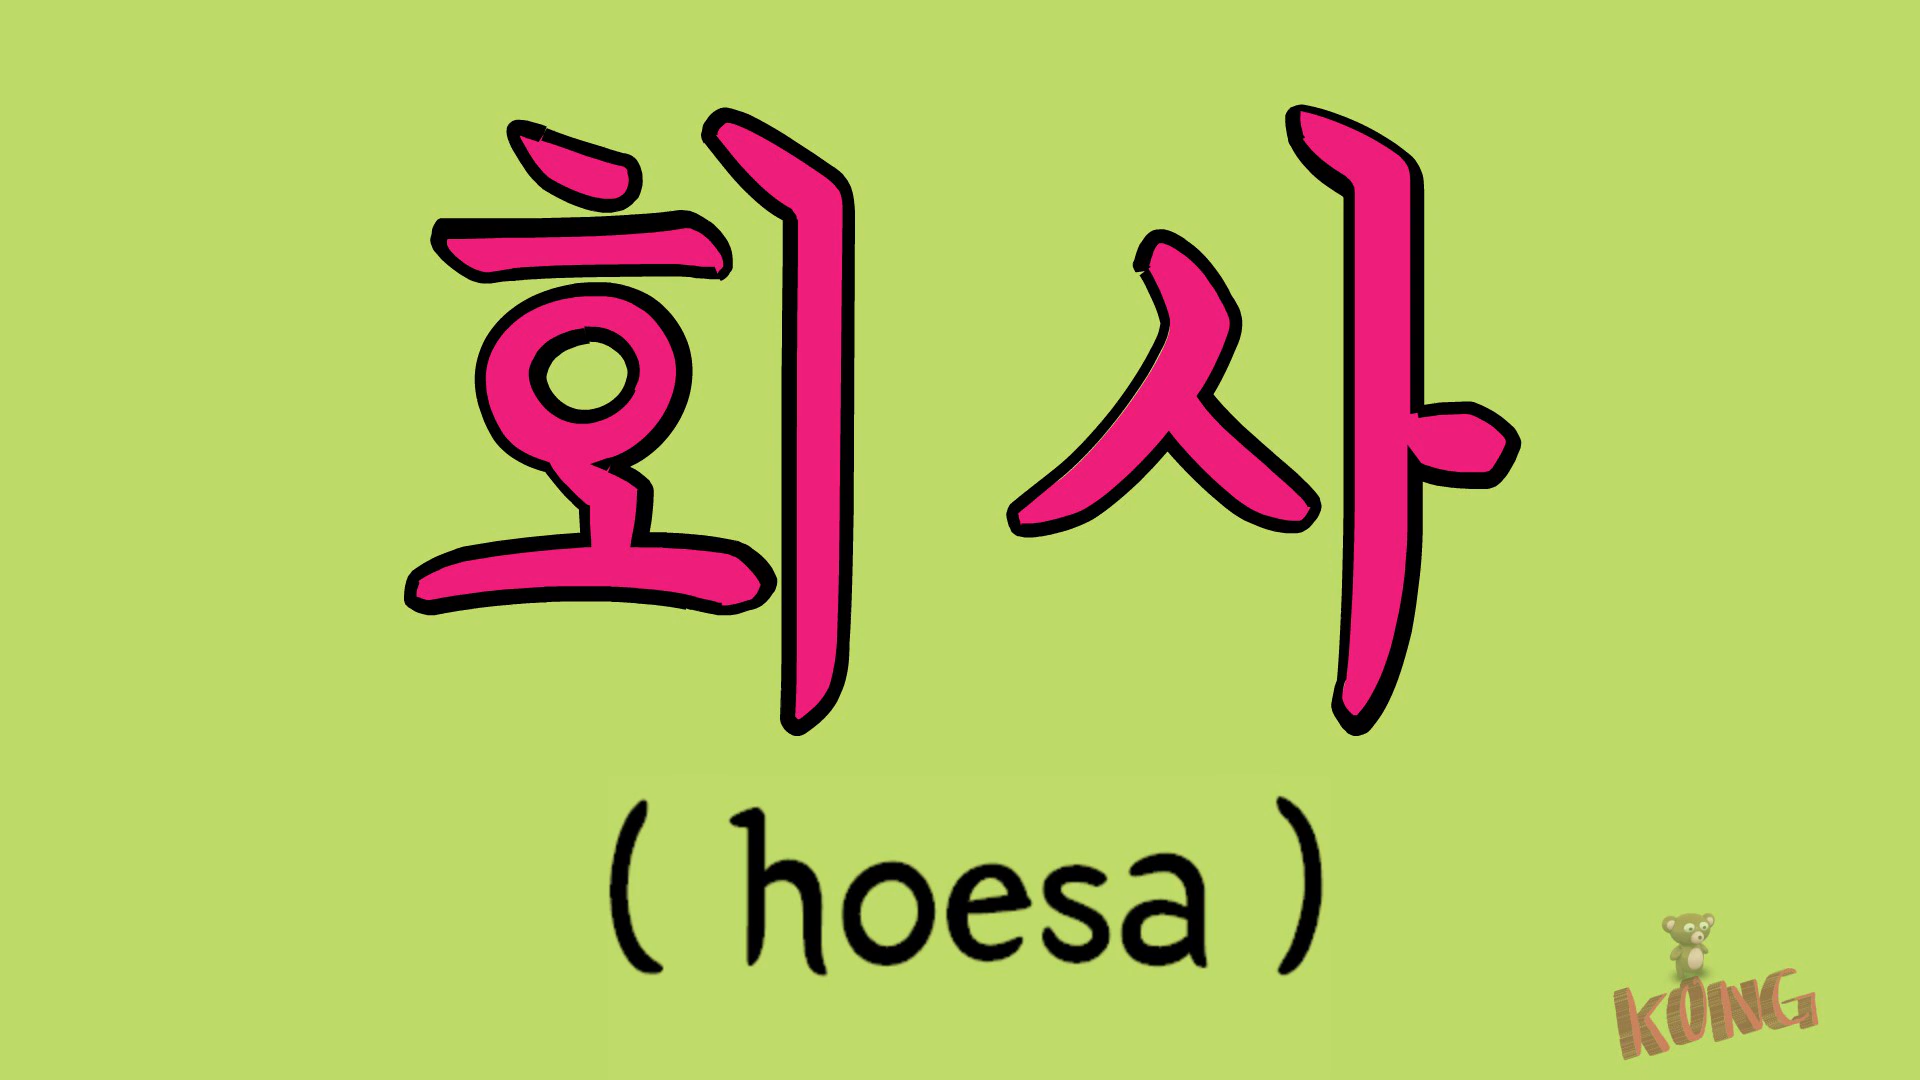 회사
( hoesa )
KONG